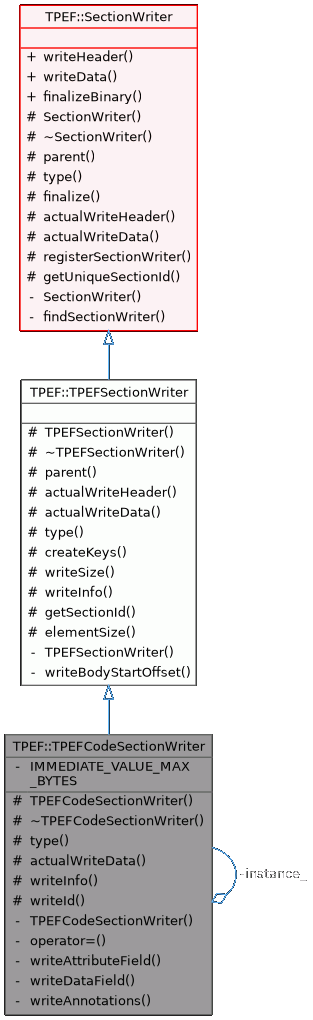 TPEF::SectionWriter
+ writeHeader()
+ writeData()
+ finalizeBinary()
# SectionWriter()
# ~SectionWriter()
# parent()
# type()
# finalize()
# actualWriteHeader()
# actualWriteData()
# registerSectionWriter()
# getUniqueSectionId()
- SectionWriter()
- findSectionWriter()
TPEF::TPEFSectionWriter
# TPEFSectionWriter()
# ~TPEFSectionWriter()
# parent()
# actualWriteHeader()
# actualWriteData()
# type()
# createKeys()
# writeSize()
# writeInfo()
# getSectionId()
# elementSize()
- TPEFSectionWriter()
- writeBodyStartOffset()
TPEF::TPEFCodeSectionWriter
- IMMEDIATE_VALUE_MAX
_BYTES
# TPEFCodeSectionWriter()
# ~TPEFCodeSectionWriter()
# type()
# actualWriteData()
# writeInfo()
# writeId()
- TPEFCodeSectionWriter()
- operator=()
- writeAttributeField()
- writeDataField()
- writeAnnotations()
-instance_